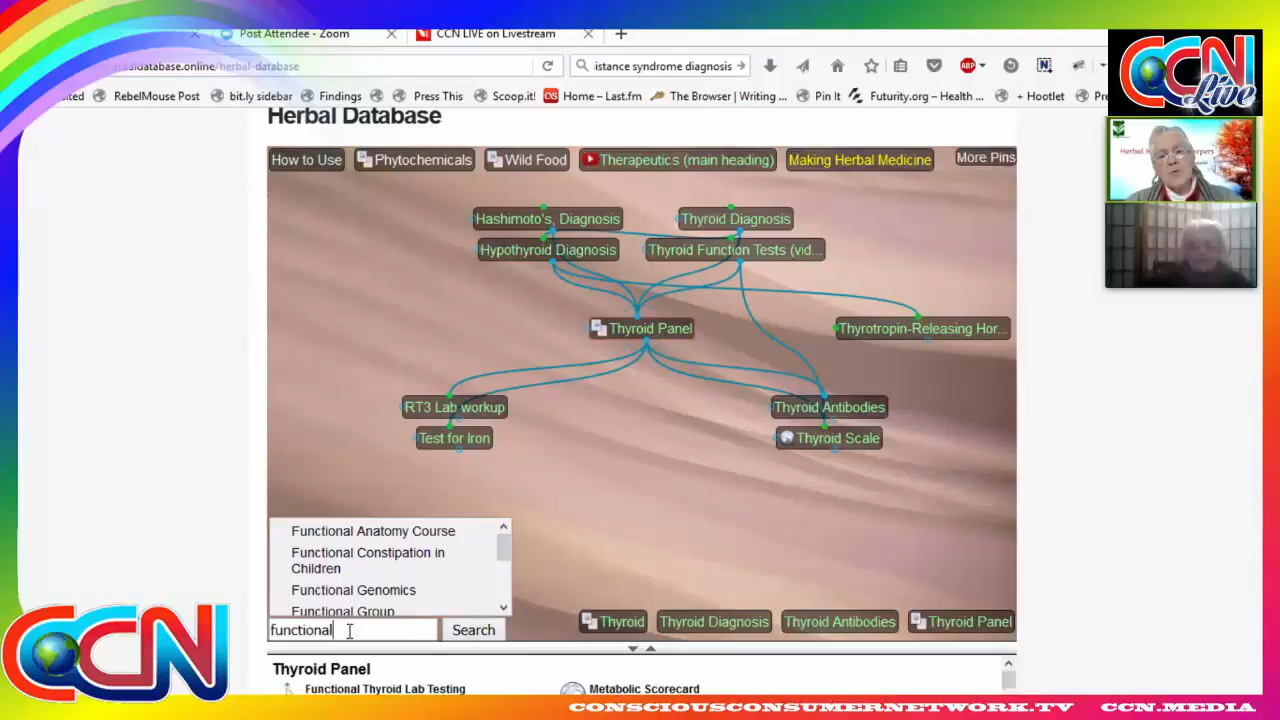 Post Attendee - Zoom
CCN LIVE on Livestream
database.online/herbal-database
istance syndrome diagnosis
ABP
RebelMouse Post
bit.ly sidebar
Findings
Press This
Scoop.it!
Home – Last.fm
The Browser | Writing ...
Pin It
Futurity.org – Health ...
+ Hootlet
CCN
Live
Herbal Database
How to Use
Phytochemicals
Wild Food
Therapeutics (main heading)
Making Herbal Medicine
More Pins
Hashimoto's, Diagnosis
Thyroid Diagnosis
Hypothyroid Diagnosis
Thyroid Function Tests (vid...
Thyroid Panel
Thyrotropin-Releasing Hor...
RT3 Lab workup
Thyroid Antibodies
Test for Iron
Thyroid Scale
Functional Anatomy Course
Functional Constipation in
Children
Functional Genomics
Functional Group
functional
Search
Thyroid
Thyroid Diagnosis
Thyroid Antibodies
Thyroid Panel
CCN
Thyroid Panel
Functional Thyroid Lab Testing
Metabolic Scorecard
CONSCIOUSCONSUMERNETWORK.TV
CCN.MEDIA